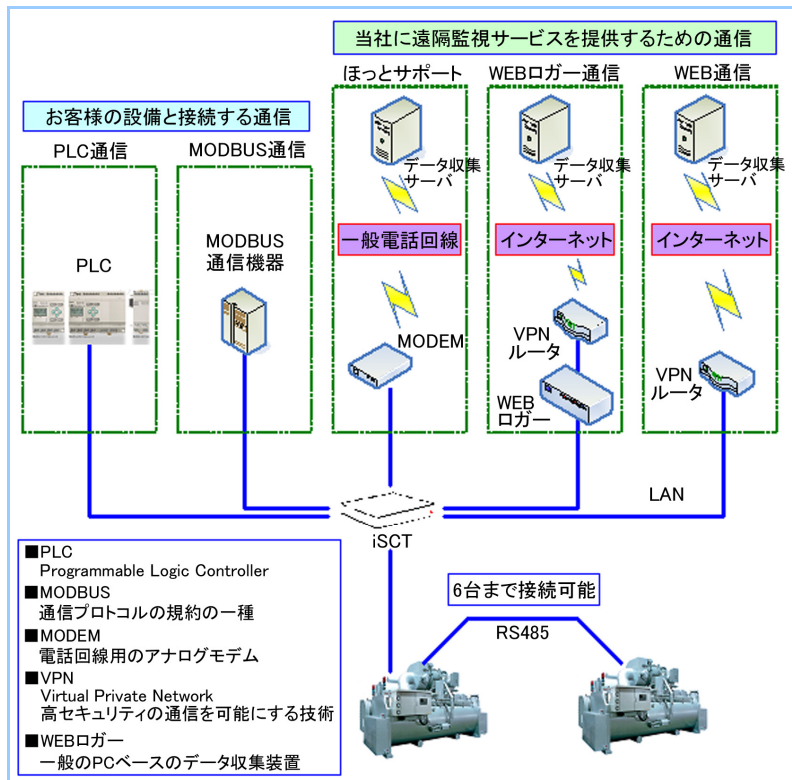 当社に遠隔監視サービスを提供するための通信
お客様の設備と接続する通信
PLC通信
PLC
MODBUS通信
MODBUS
通信機器
ほっとサポート
データ収集
サーバ
一般電話回線
MODEM
WEBロガー通信
データ収集
サーバ
インターネット
VPN
ルータ
WEB
ロガー
WEB通信
データ収集
サーバ
インターネット
VPN
ルータ
LAN
iSCT
6台まで接続可能
RS485
■PLC
Programmable Logic Controller
■MODBUS
通信プロトコルの規約の一種
■MODEM
電話回線用のアナログモデム
■VPN
Virtual Private Network
高セキュリティの通信を可能にする技術
■WEBロガー
一般のPCベースのデータ収集装置